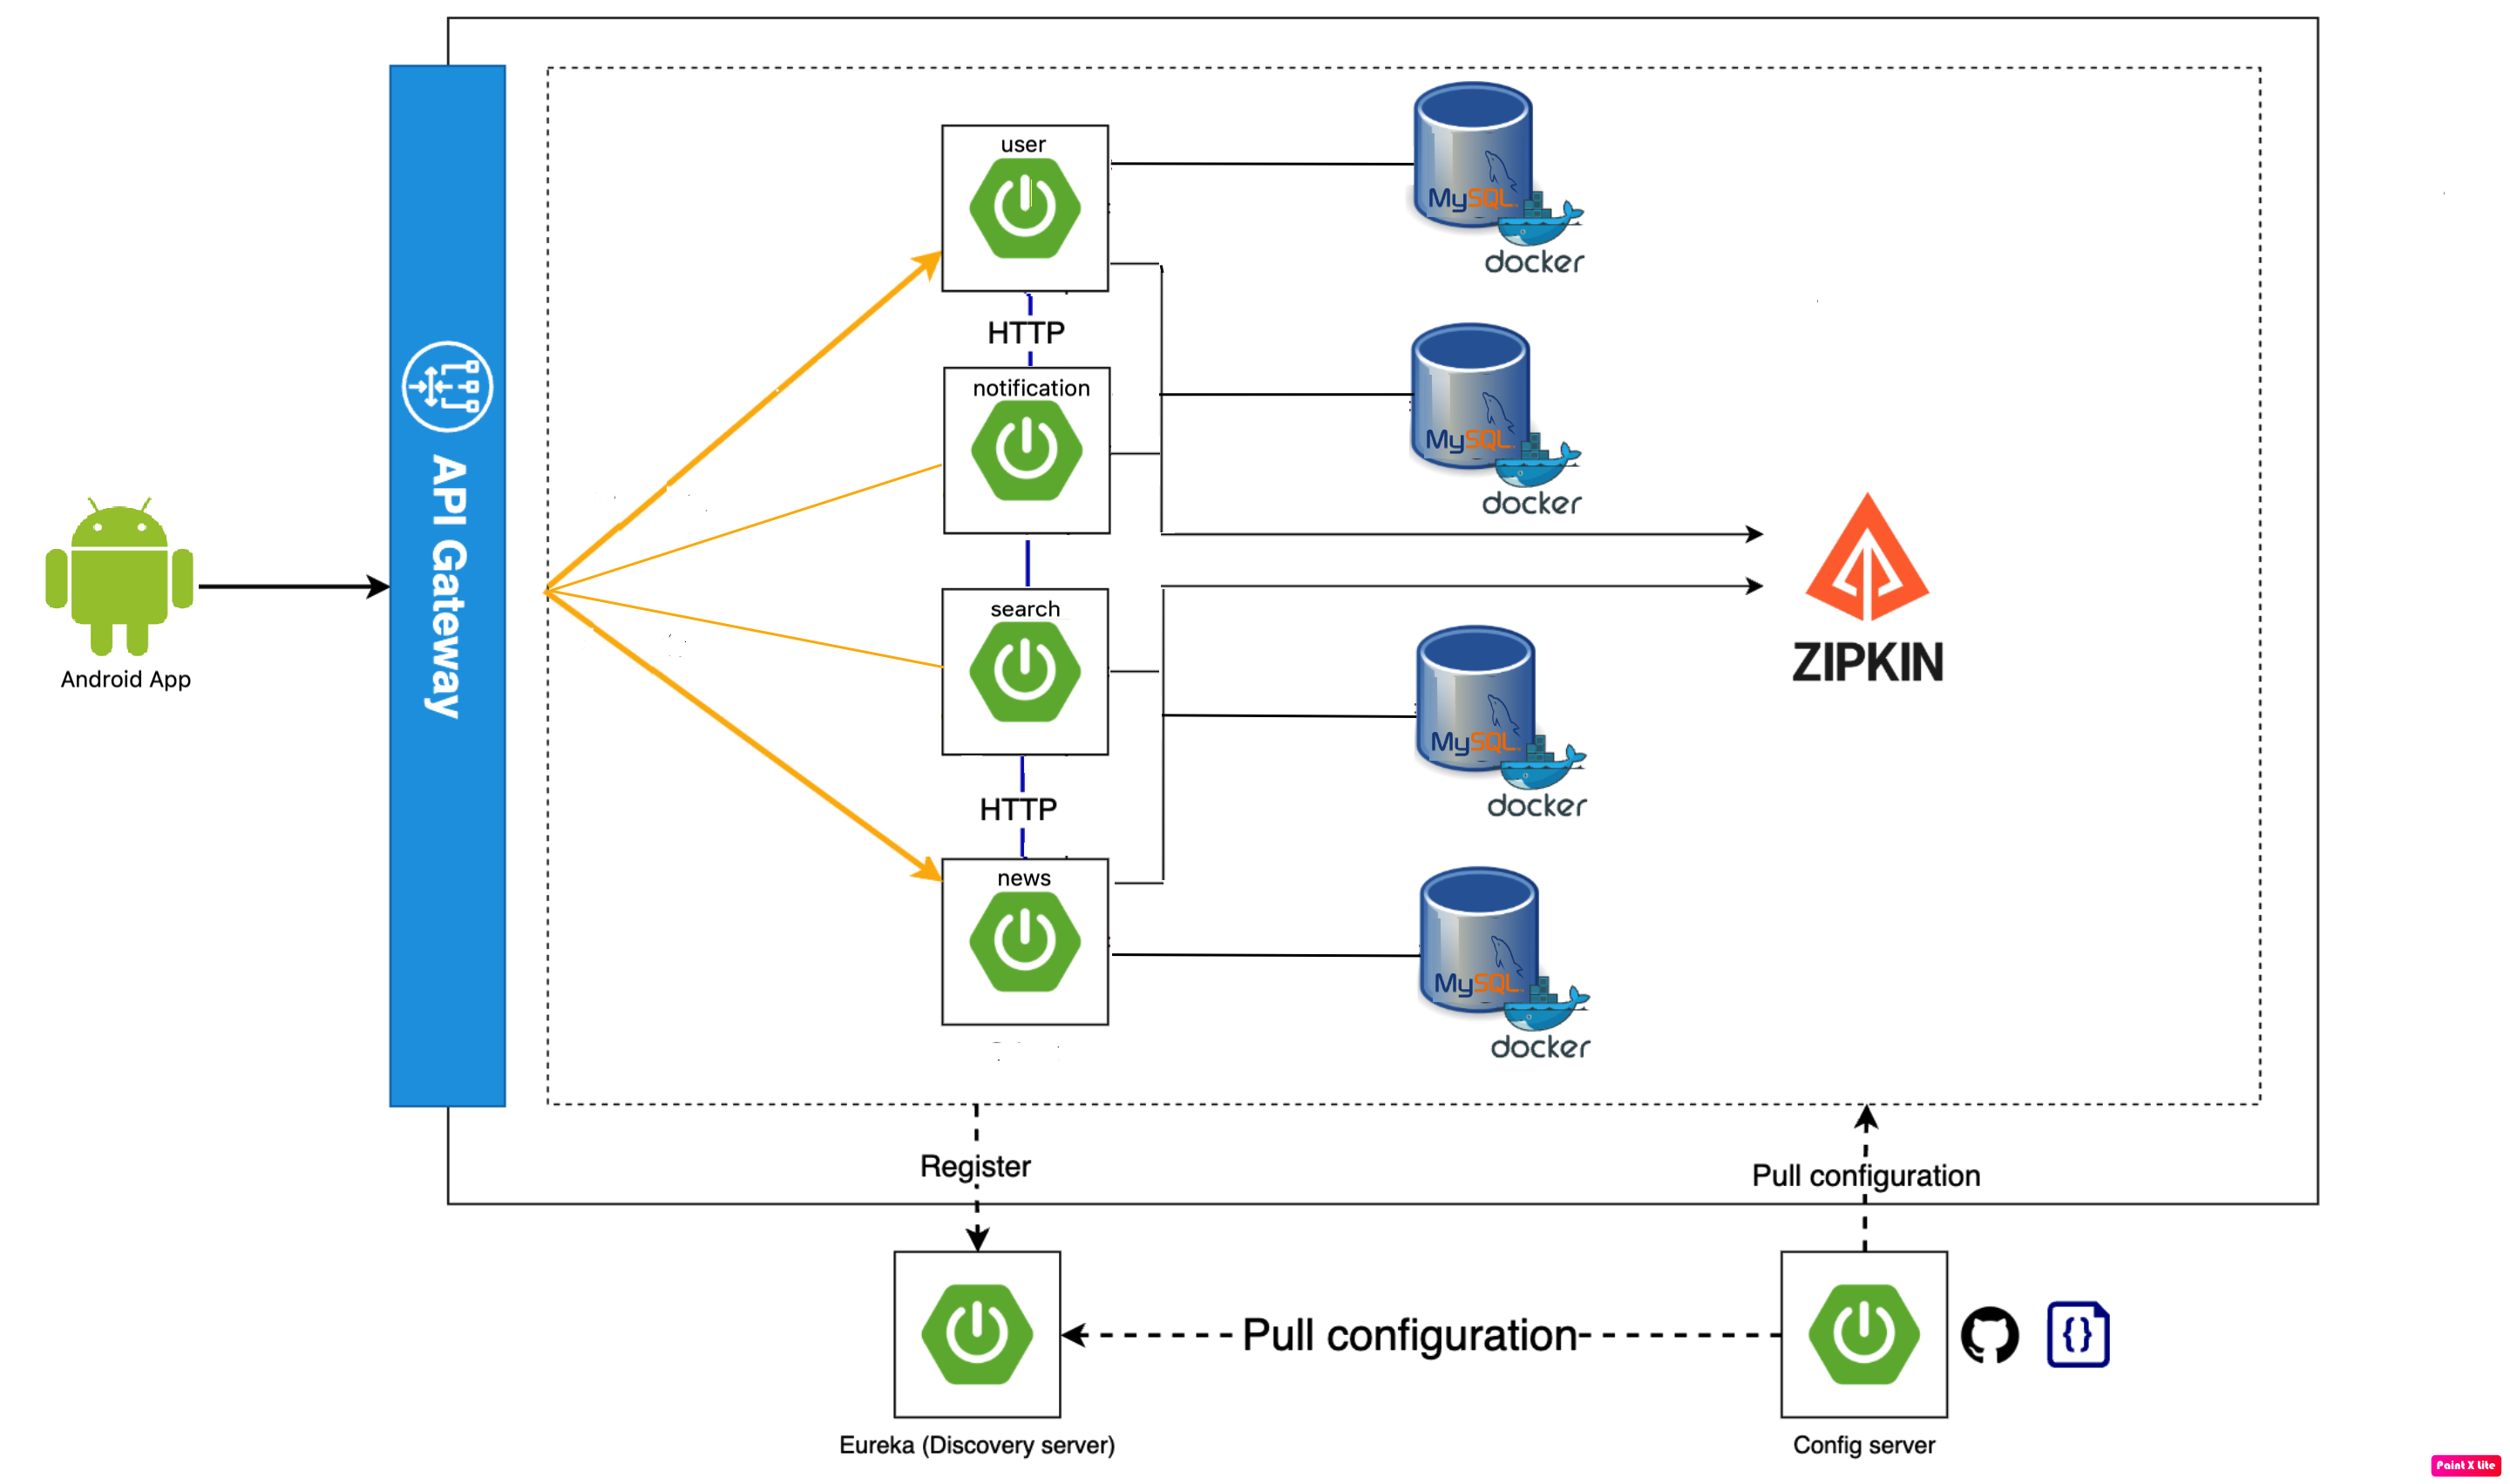 user
MySQL
docker
HTTP
notification
MySQL
docker
API Gateway
Android App
search
ZIPKIN
MySQL
docker
HTTP
news
MySQL
docker
Register
Pull configuration
Pull configuration
{}
Eureka (Discovery server)
Config server
Paint X Lite